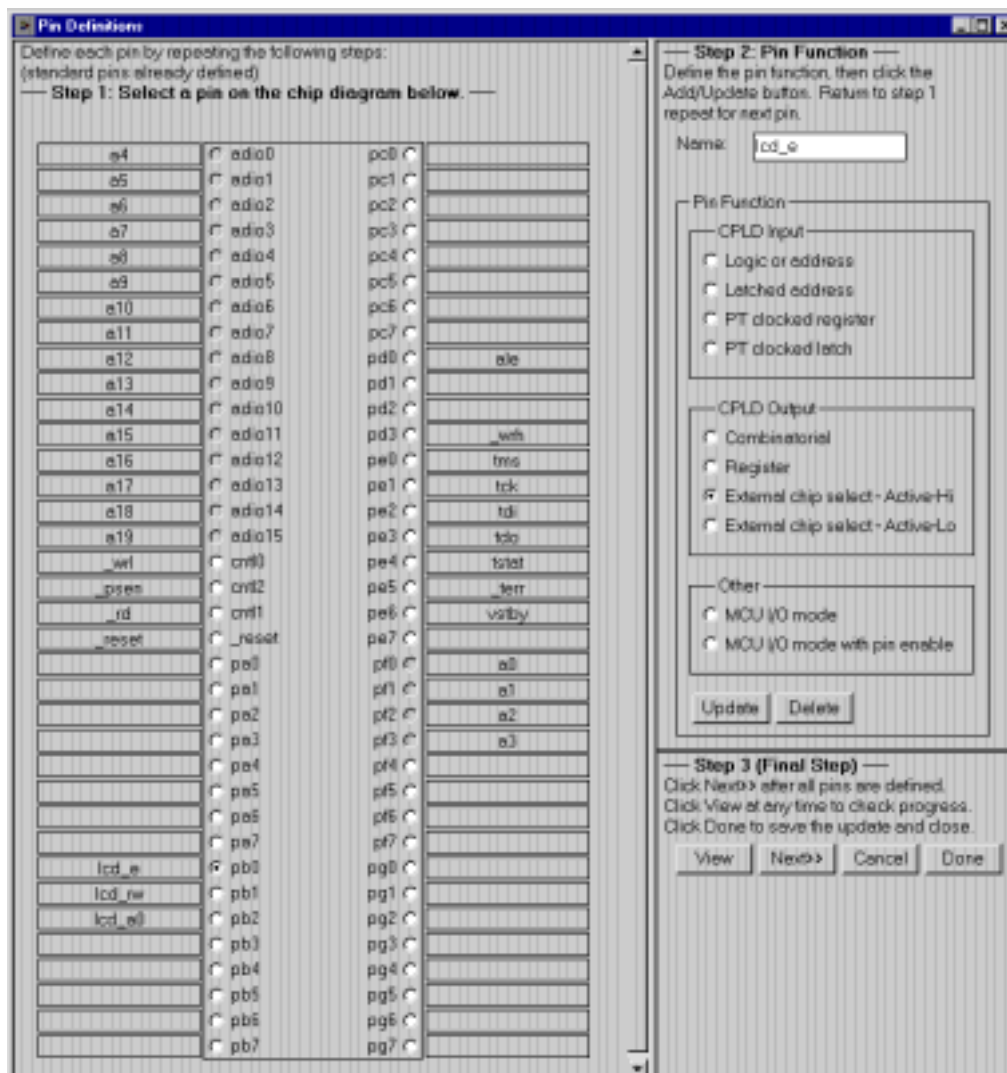 Pin Definitions
Define each pin by repeating the following steps:
(standard pins already defined)
Step 1: Select a pin on the chip diagram below.
a4 adio0 pc0
a5 adio1 pc1
a6 adio2 pc2
a7 adio3 pc3
a8 adio4 pc4
a9 adio5 pc5
a10 adio6 pc6
a11 adio7 pc7
a12 adio8 pd0 ale
a13 adio9 pd1
a14 adio10 pd2
a15 adio11 pd3 _wrh
a16 adio12 pe0 tms
a17 adio13 pe1 tck
a18 adio14 pe2 tdi
a19 adio15 pe3 tdo
_wrl cntl0 pe4 tstat
_psen cntl2 pe5 _terr
_rd cntl1 pe6 vstby
_reset _reset pe7
pa0 pf0 a0
pa1 pf1 a1
pa2 pf2 a2
pa3 pf3 a3
pa4 pf4
pa5 pf5
pa6 pf6
pa7 pf7
lcd_e pb0 pg0
lcd_rw pb1 pg1
lcd_a0 pb2 pg2
pb3 pg3
pb4 pg4
pb5 pg5
pb6 pg6
pb7 pg7
Step 2: Pin Function
Define the pin function, then click the
Add/Update button. Return to step 1
repeat for next pin.
Name: lcd_e
Pin Function
CPLD Input
Logic or address
Latched address
PT clocked register
PT clocked latch
CPLD Output
Combinatorial
Register
External chip select - Active-Hi
External chip select - Active-Lo
Other
MCU I/O mode
MCU I/O mode with pin enable
Update Delete
Step 3 (Final Step)
Click Next>> after all pins are defined.
Click View at any time to check progress.
Click Done to save the update and close.
View Next>> Cancel Done